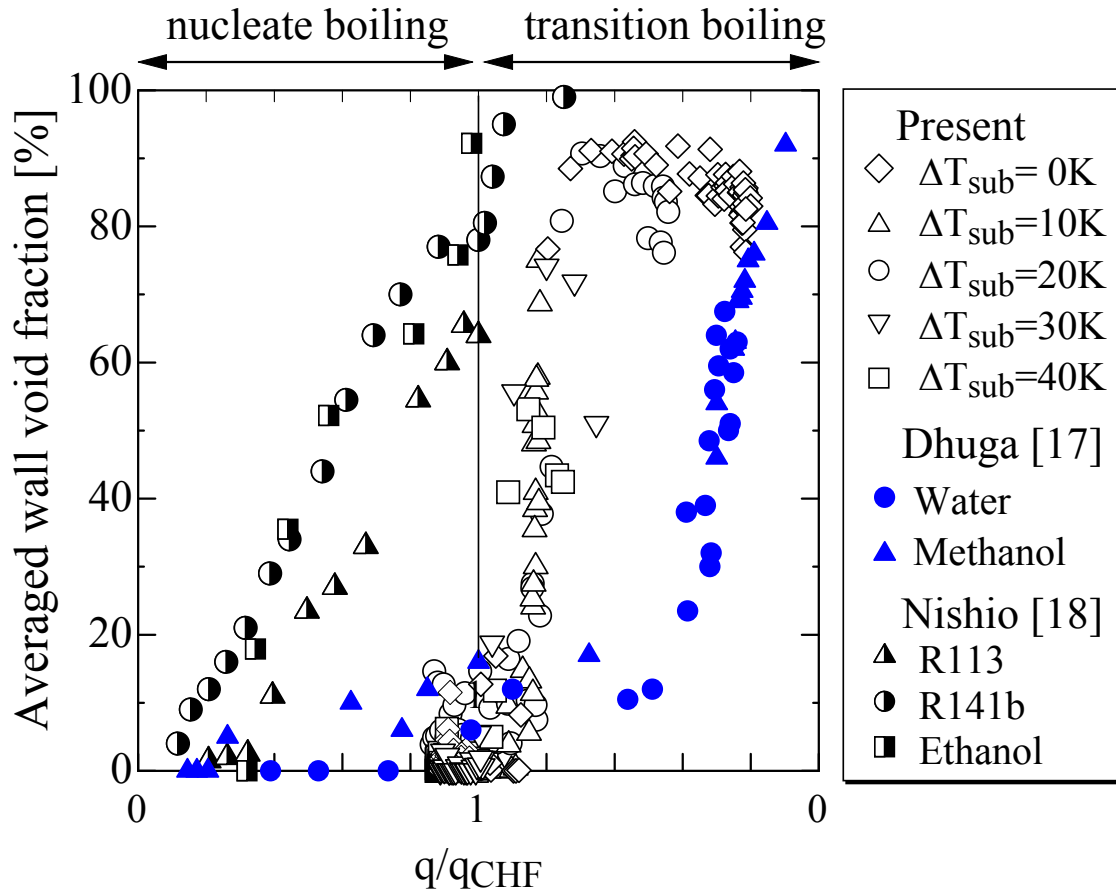 nucleate boiling
transition boiling
Averaged wall void fraction [%]
100
80
60
40
20
0
0
1
0
1
q/qCHF
Present
ΔTsub= 0K
ΔTsub=10K
ΔTsub=20K
ΔTsub=30K
ΔTsub=40K
Dhuga [17]
Water
Methanol
Nishio [18]
R113
R141b
Ethanol